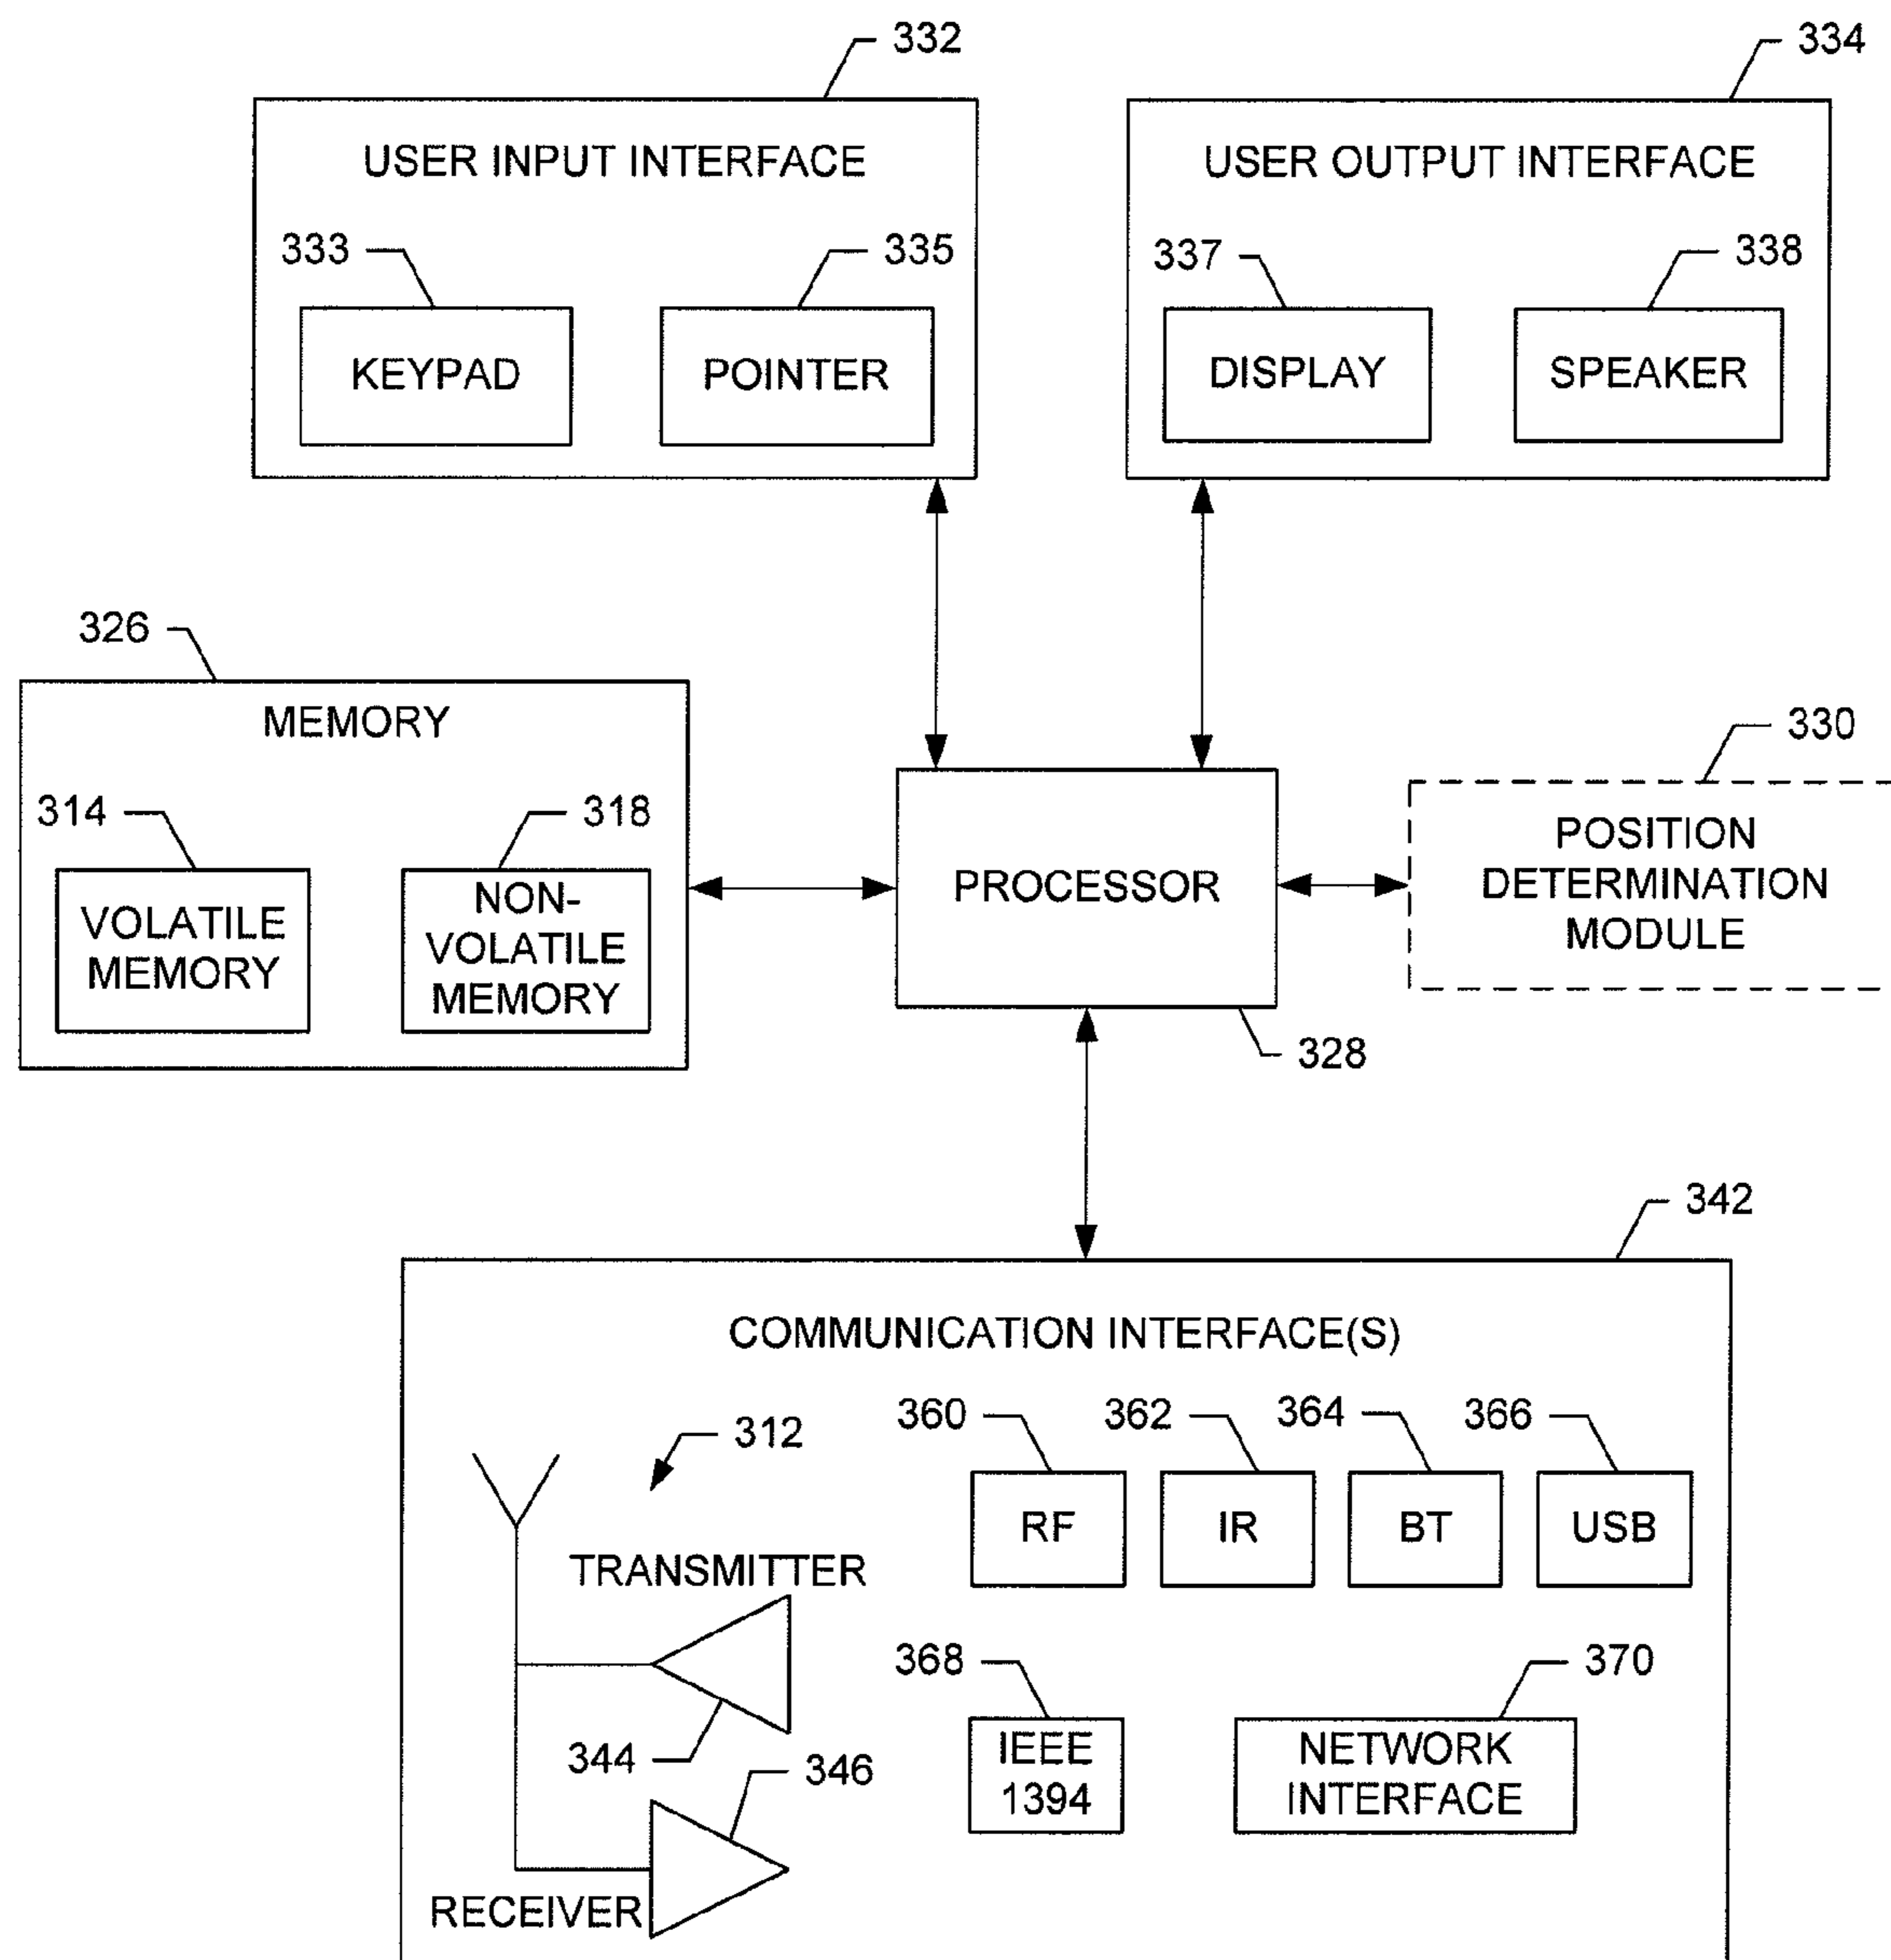 332
334
USER INPUT INTERFACE
333
335
KEYPAD
POINTER
USER OUTPUT INTERFACE
337
338
DISPLAY
SPEAKER
326
MEMORY
314
318
VOLATILE
MEMORY
NON-
VOLATILE
MEMORY
PROCESSOR
328
330
POSITION
DETERMINATION
MODULE
342
COMMUNICATION INTERFACE(S)
312
TRANSMITTER
344
346
RECEIVER
360
362
364
366
RF
IR
BT
USB
368
370
IEEE
1394
NETWORK
INTERFACE